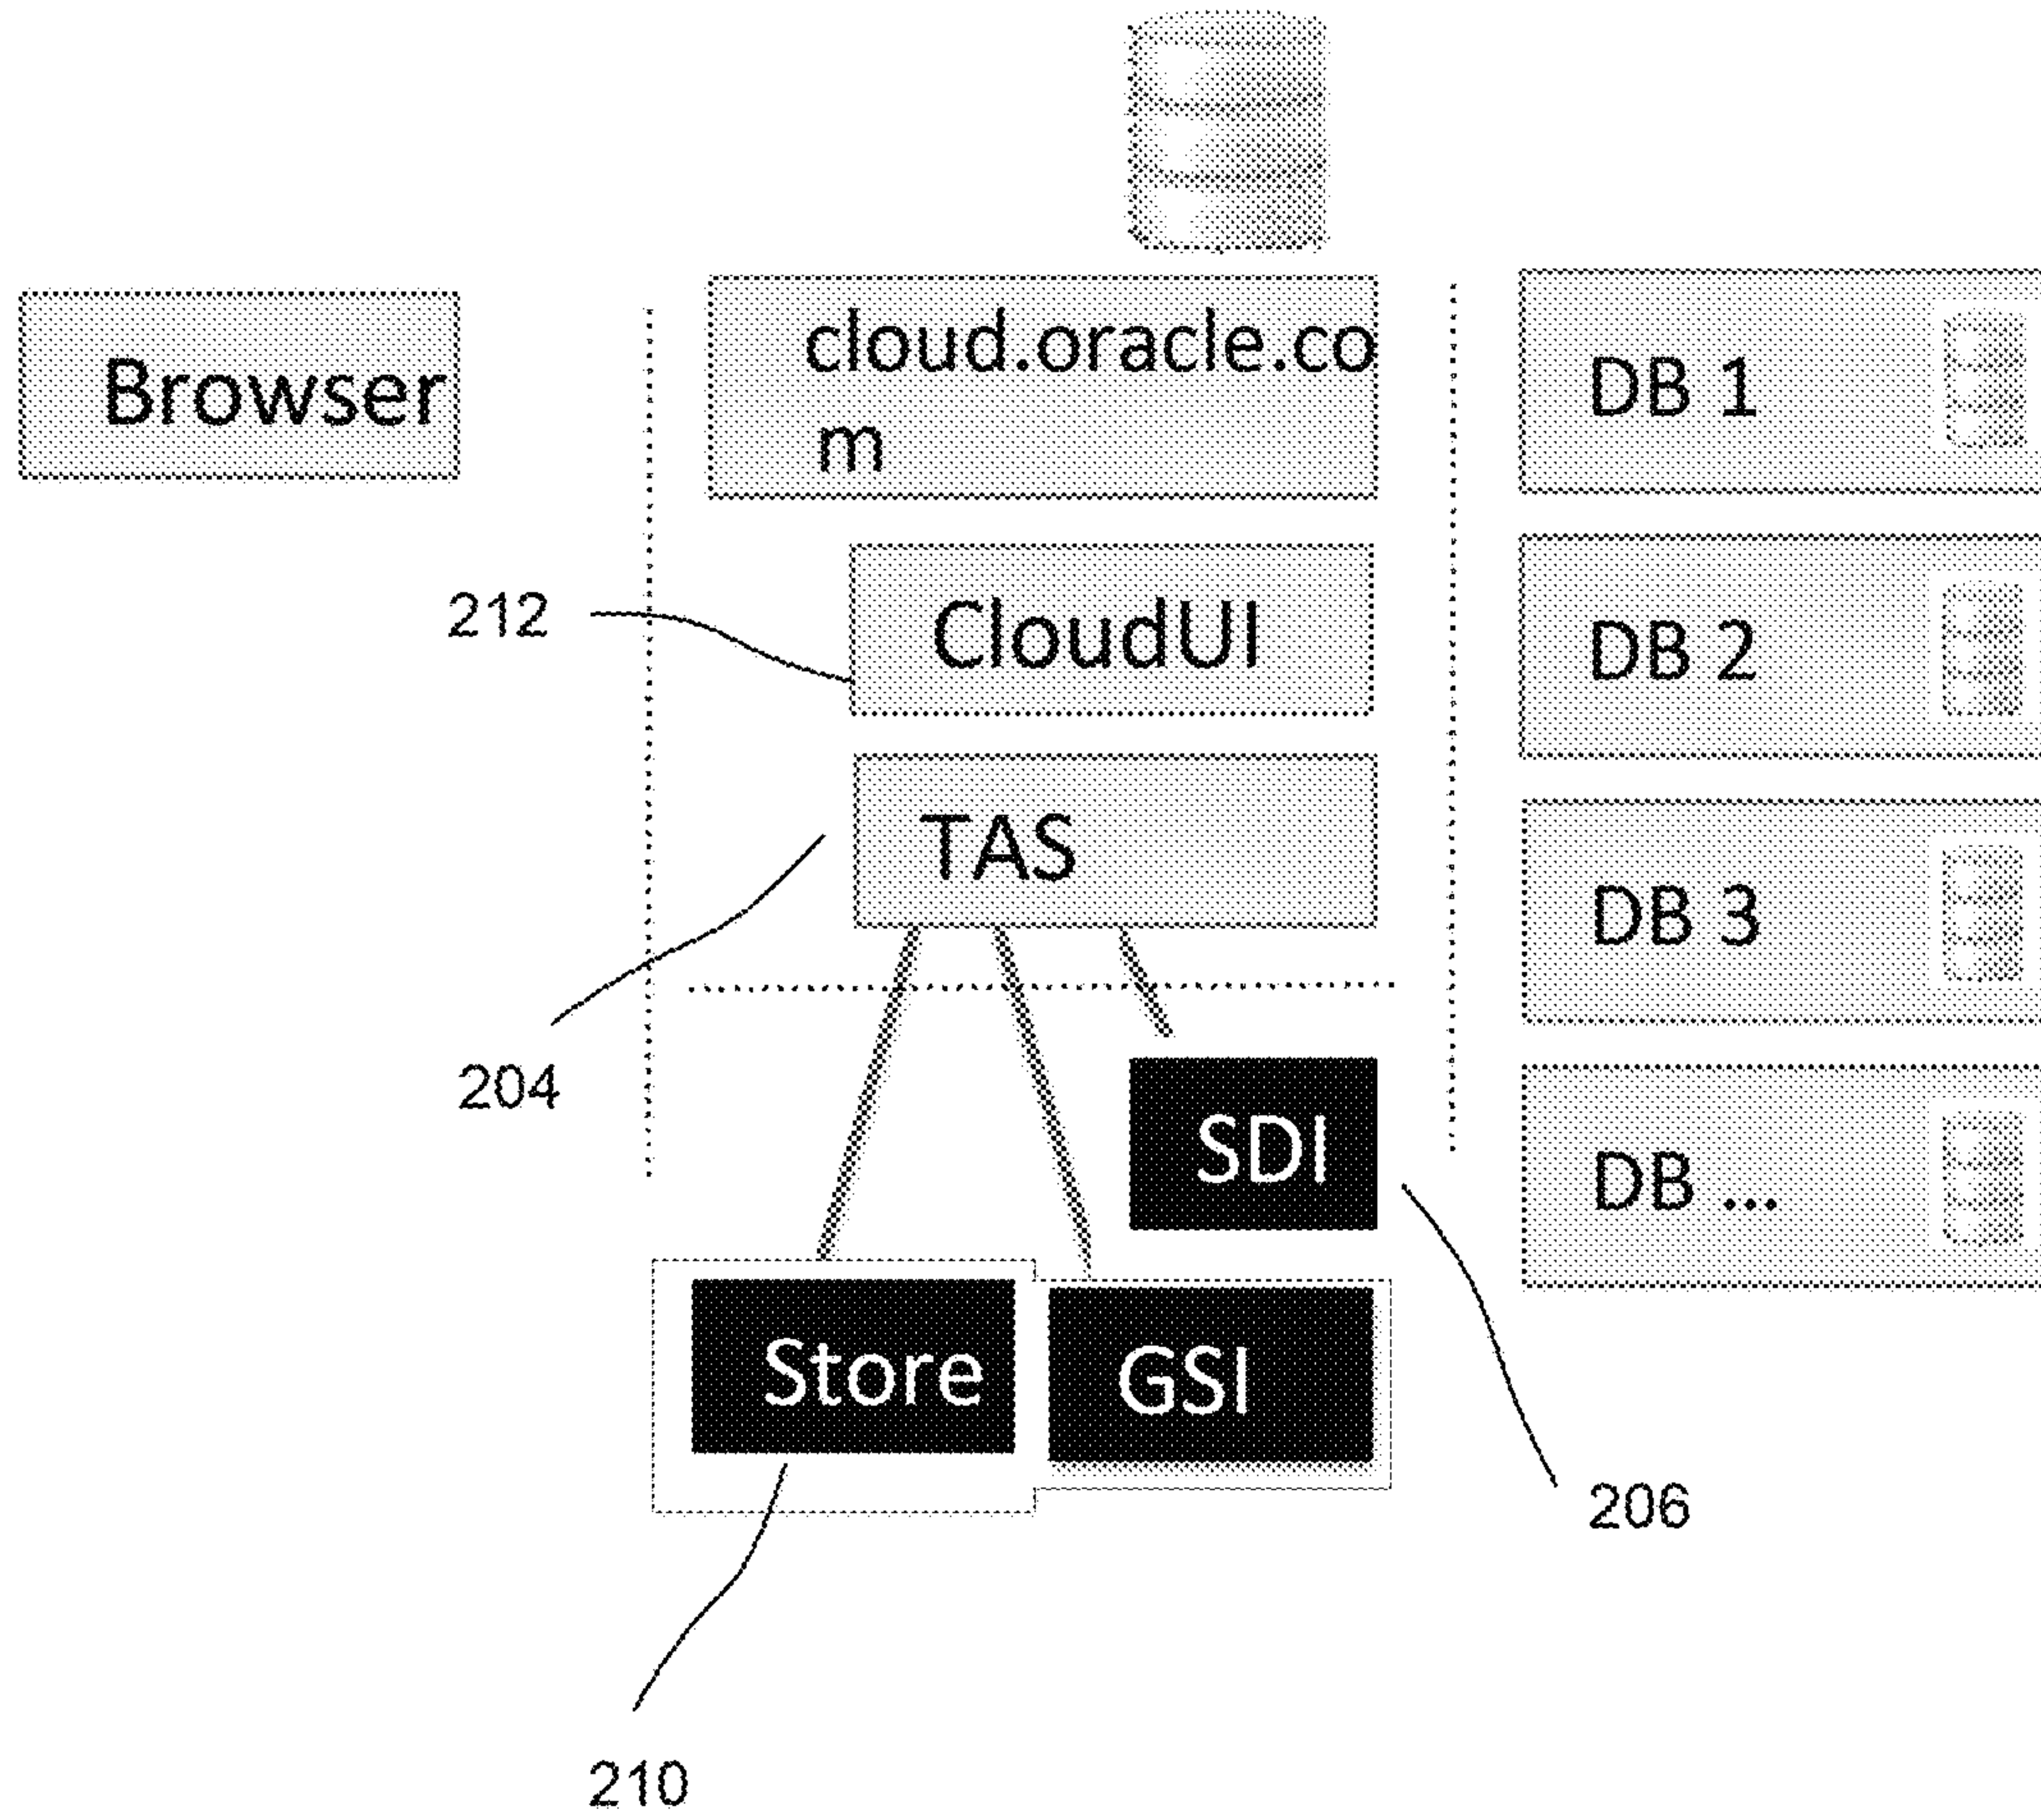 Browser
cloud.oracle.co
m
DB 1
212
CloudUI
DB 2
TAS
DB 3
204
SDI
DB ...
Store
GSI
206
210